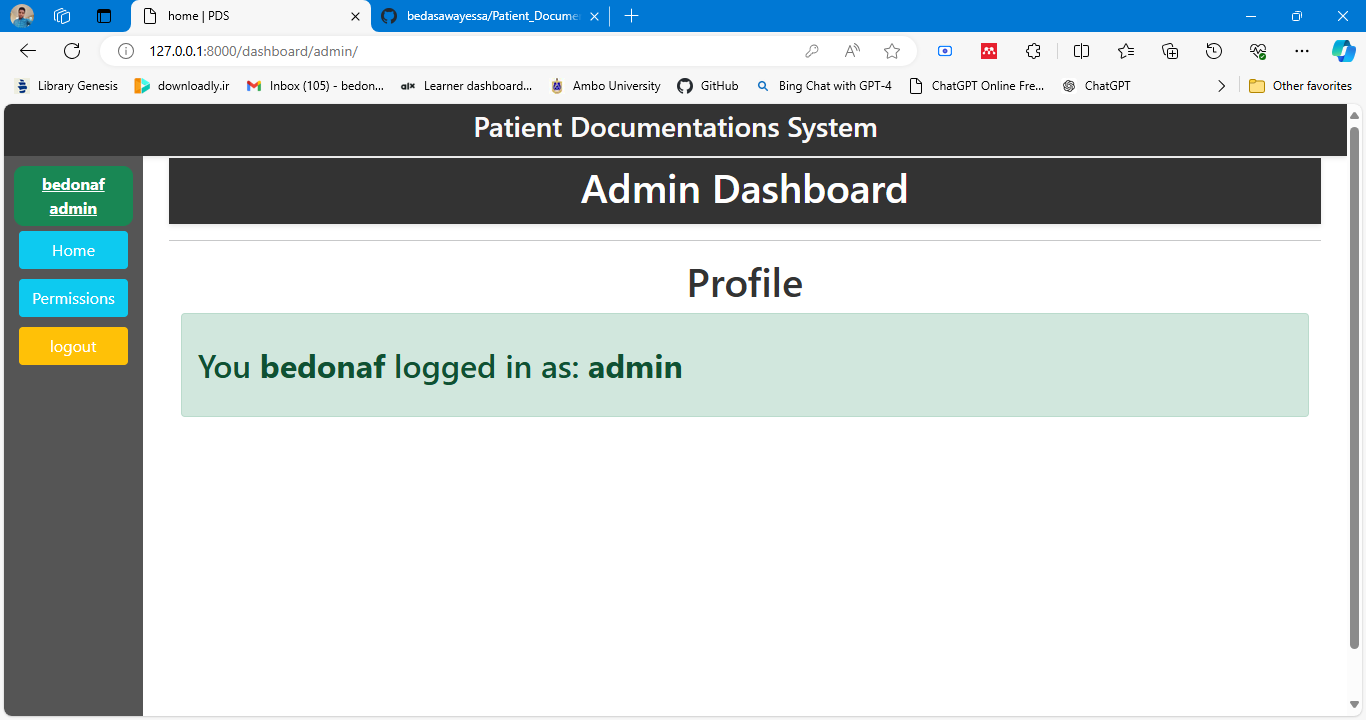 home | PDS
bedasawayessa/Patient_Docume
127.0.0.1:8000/dashboard/admin/
Library Genesis
downloadly.ir
Inbox (105) - bedon...
alx
Learner dashboard...
Ambo University
GitHub
Bing Chat with GPT-4
ChatGPT Online Fre...
ChatGPT
Other favorites
Patient Documentations System
bedonaf
admin
Home
Permissions
logout
Admin Dashboard
Profile
You bedonaf logged in as: admin